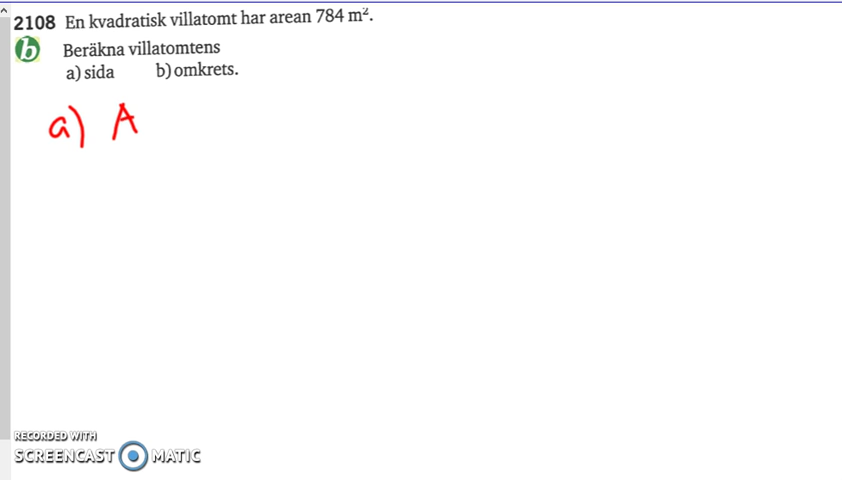 2108 En kvadratisk villatomt har arean 784 m².
b Beräkna villatomtens
a) sida b) omkrets.
a) A
RECORDED WITH
SCREENCAST MATIC